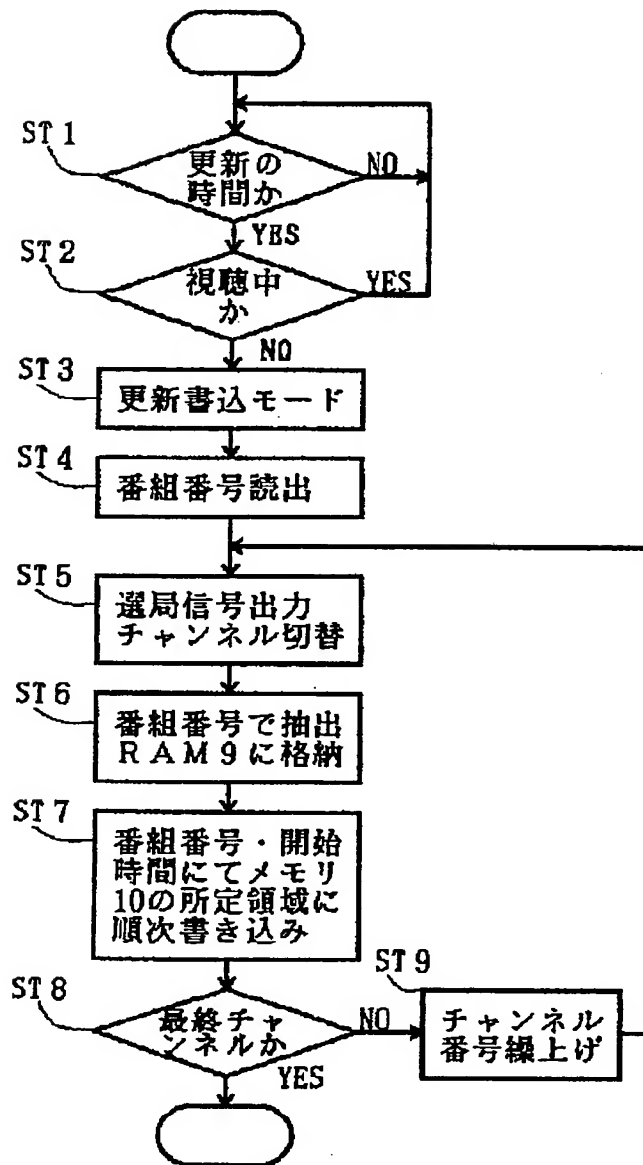 ST1
更新の
時間か
NO
YES
ST2
視聴中
か
YES
NO
ST3
更新書込モード
ST4
番組番号読出
ST5
選局信号出力
チャンネル切替
ST6
番組番号で抽出
RAM9に格納
ST7
番組番号・開始
時間にてメモリ
10の所定領域に
順次書き込み
ST8
最終チャ
ンネルか
NO
YES
ST9
チャンネル
番号繰上げ